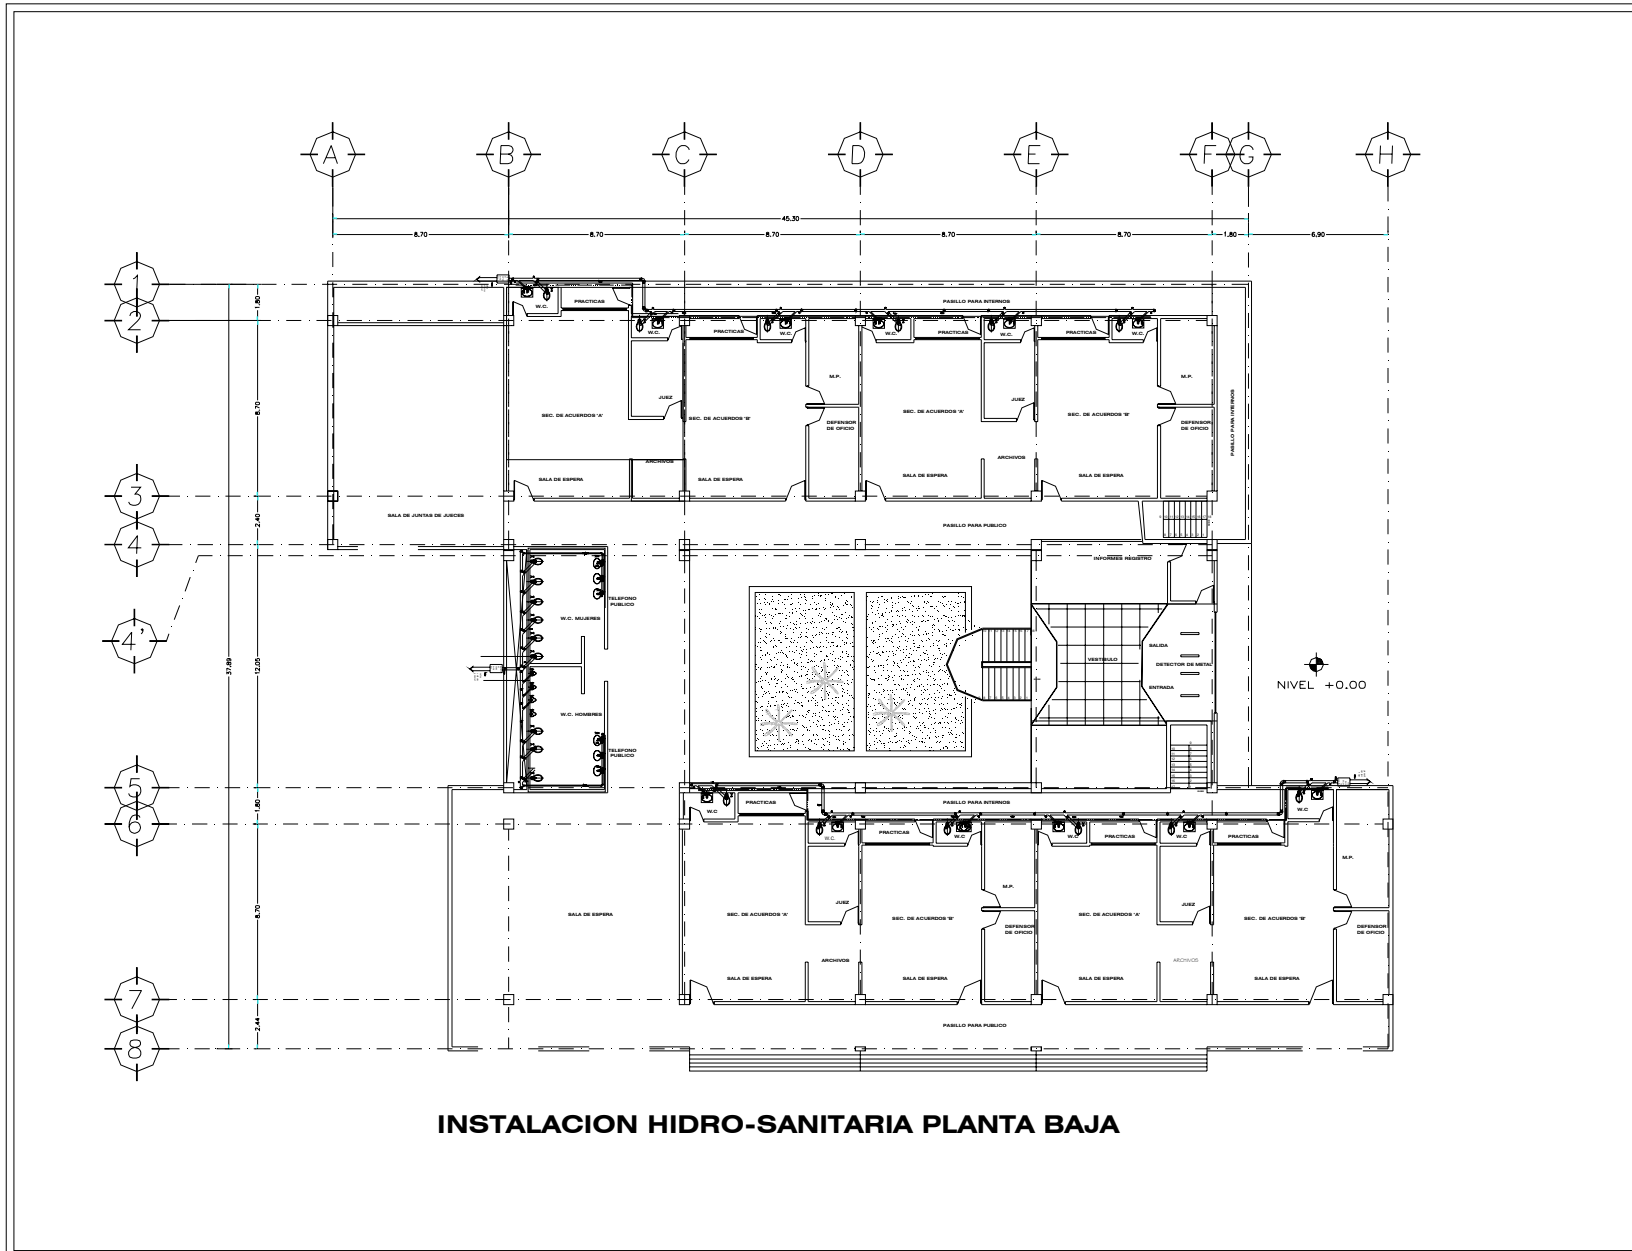 A B C D E F G H
45.30
8.70 8.70 8.70 8.70 8.70 1.80 6.90
1
2
3
4
4'
5
6
7
8
1.80
8.70
2.40
12.05
37.89
1.80
8.70
2.44
W.C.
PRACTICAS
PASILLO PARA INTERNOS
W.C.
PRACTICAS
W.C.
W.C.
PRACTICAS
W.C.
PRACTICAS
W.C.
M.P.
M.P.
JUEZ
JUEZ
PASILLO PARA INTERNOS
SEC. DE ACUERDOS 'A'
SEC. DE ACUERDOS 'B'
SEC. DE ACUERDOS 'A'
SEC. DE ACUERDOS 'B'
DEFENSOR
DE OFICIO
DEFENSOR
DE OFICIO
ARCHIVOS
ARCHIVOS
SALA DE ESPERA
SALA DE ESPERA
SALA DE ESPERA
SALA DE ESPERA
SALA DE JUNTAS DE JUECES
PASILLO PARA PUBLICO
INFORMES REGISTRO
TELEFONO
PUBLICO
W.C. MUJERES
SALIDA
VESTIBULO
DETECTOR DE METAL
ENTRADA
NIVEL +0.00
W.C. HOMBRES
TELEFONO
PUBLICO
W.C
PRACTICAS
PASILLO PARA INTERNOS
W.C
W.C.
PRACTICAS
W.C
W.C
PRACTICAS
W.C
PRACTICAS
M.P.
M.P.
JUEZ
JUEZ
SALA DE ESPERA
SEC. DE ACUERDOS 'A'
SEC. DE ACUERDOS 'B'
SEC. DE ACUERDOS 'A'
SEC. DE ACUERDOS 'B'
DEFENSOR
DE OFICIO
DEFENSOR
DE OFICIO
ARCHIVOS
ARCHIVOS
SALA DE ESPERA
SALA DE ESPERA
SALA DE ESPERA
SALA DE ESPERA
PASILLO PARA PUBLICO
INSTALACION HIDRO-SANITARIA PLANTA BAJA